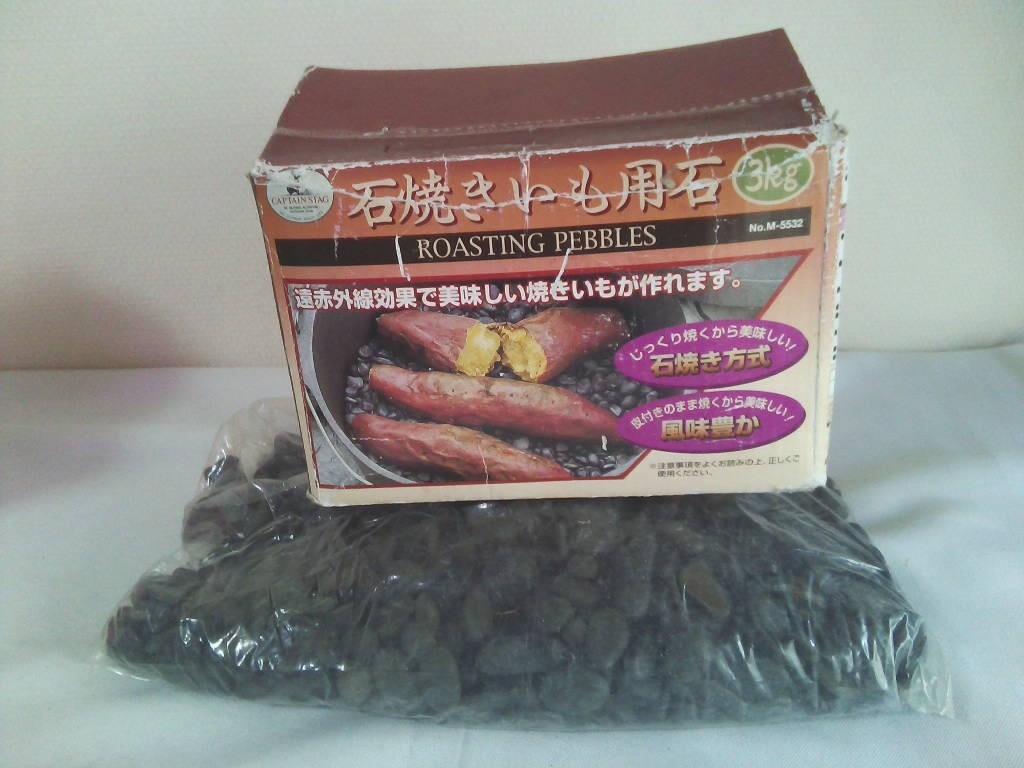 CAPTAIN STAG
石焼きいも用石
3kg
ROASTING PEBBLES
No.M-5532
遠赤外線効果で美味しい焼きいもが作れます。
じっくり焼くから美味しい!
石焼き方式
皮付きのまま焼くから美味しい!
風味豊か
※注意事項をよくお読みの上、正しくご
使用ください。